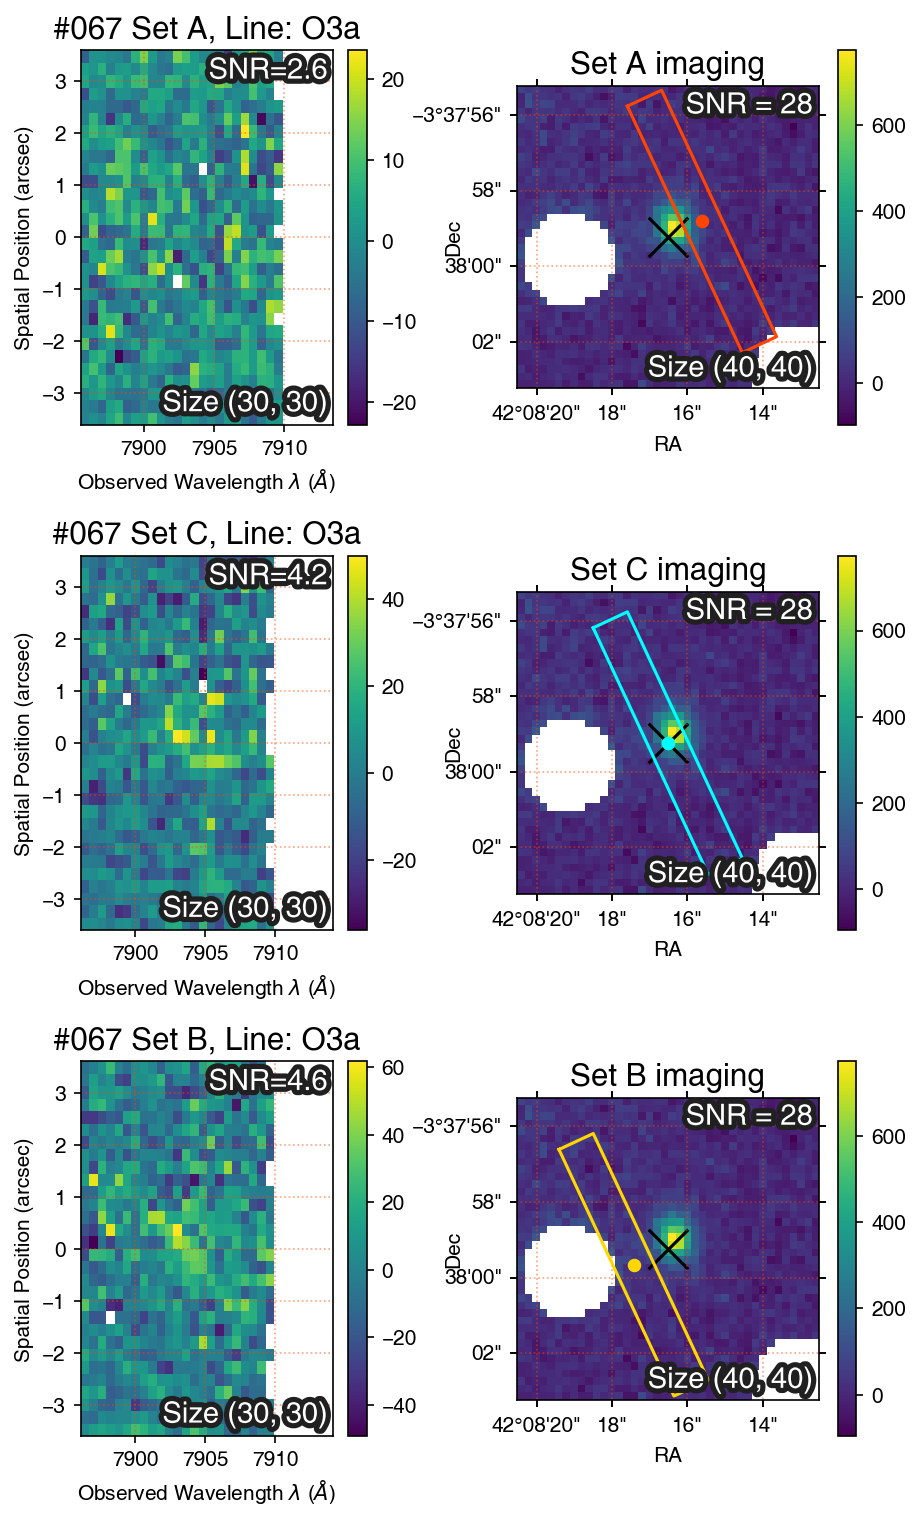 #067 Set A, Line: O3a
SNR=2.6
Spatial Position (arcsec)
3
2
1
0
−1
−2
−3
Size (30, 30)
7900 7905 7910
Observed Wavelength λ (Å)
20
10
0
−10
−20
Set A imaging
SNR = 28
−3°37'56"
58"
38'00"
02"
Dec
Size (40, 40)
42°08'20" 18" 16" 14"
RA
600
400
200
0
#067 Set C, Line: O3a
SNR=4.2
Spatial Position (arcsec)
3
2
1
0
−1
−2
−3
Size (30, 30)
7900 7905 7910
Observed Wavelength λ (Å)
40
20
0
−20
Set C imaging
SNR = 28
−3°37'56"
58"
38'00"
02"
Dec
Size (40, 40)
42°08'20" 18" 16" 14"
RA
600
400
200
0
#067 Set B, Line: O3a
SNR=4.6
Spatial Position (arcsec)
3
2
1
0
−1
−2
−3
Size (30, 30)
7900 7905 7910
Observed Wavelength λ (Å)
60
40
20
0
−20
−40
Set B imaging
SNR = 28
−3°37'56"
58"
38'00"
02"
Dec
Size (40, 40)
42°08'20" 18" 16" 14"
RA
600
400
200
0